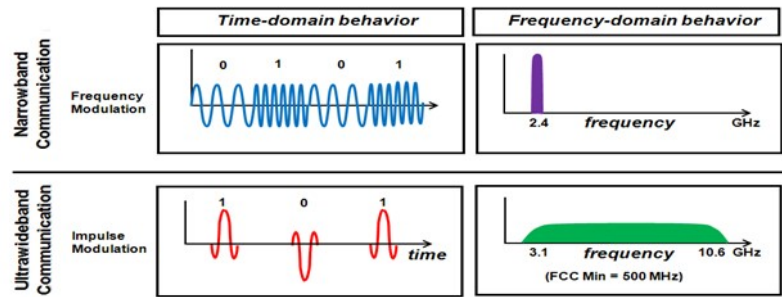 Time-domain behavior
Frequency-domain behavior
Narrowband
Communication
Frequency
Modulation
0 1 0 1
2.4
frequency
GHz
Ultrawideband
Communication
Impulse
Modulation
1 0 1
time
3.1
frequency
10.6
GHz
(FCC Min = 500 MHz)